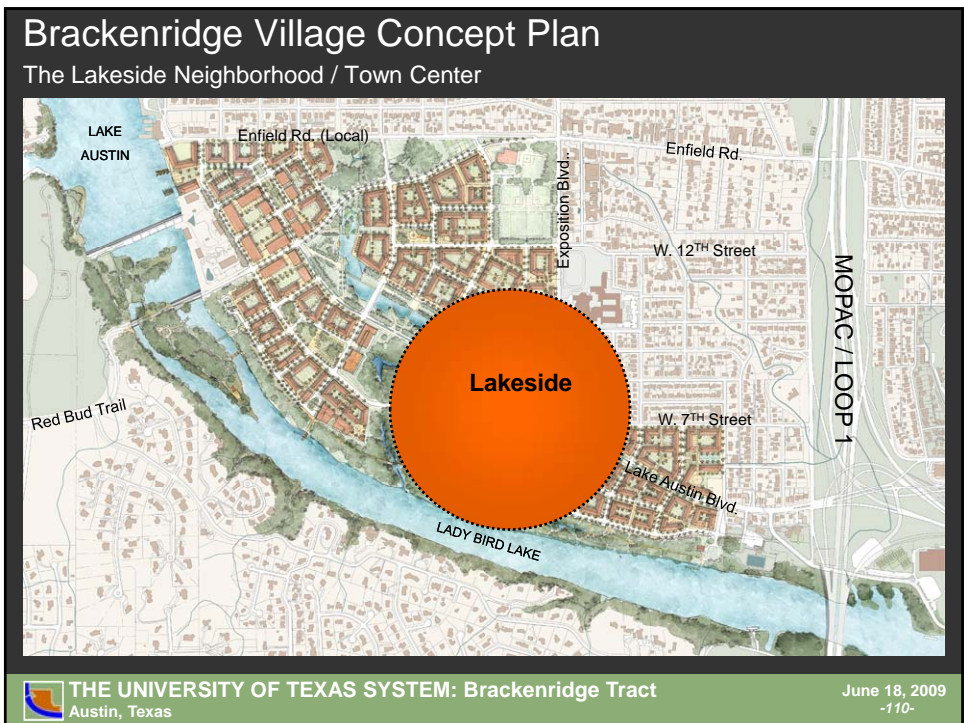 Brackenridge Village Concept Plan
The Lakeside Neighborhood / Town Center
LAKE
AUSTIN
Enfield Rd. (Local)
Enfield Rd.
Exposition Blvd..
W. 12TH Street
MOPAC / LOOP 1
Lakeside
Red Bud Trail
W. 7TH Street
Lake Austin Blvd.
LADY BIRD LAKE
THE UNIVERSITY OF TEXAS SYSTEM: Brackenridge Tract
Austin, Texas
June 18, 2009
-110-